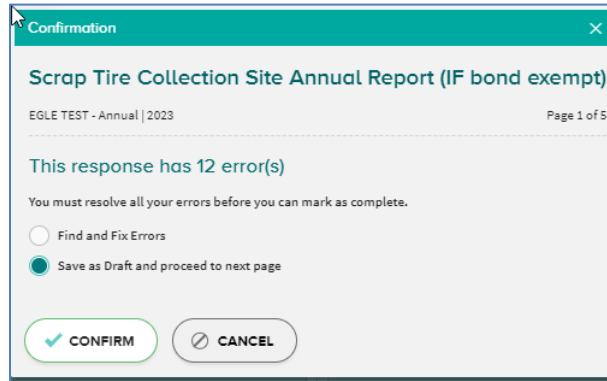 Confirmation
Scrap Tire Collection Site Annual Report (IF bond exempt)
EGLE TEST - Annual | 2023 Page 1 of 5
This response has 12 error(s)
You must resolve all your errors before you can mark as complete.
Find and Fix Errors
Save as Draft and proceed to next page
CONFIRM CANCEL